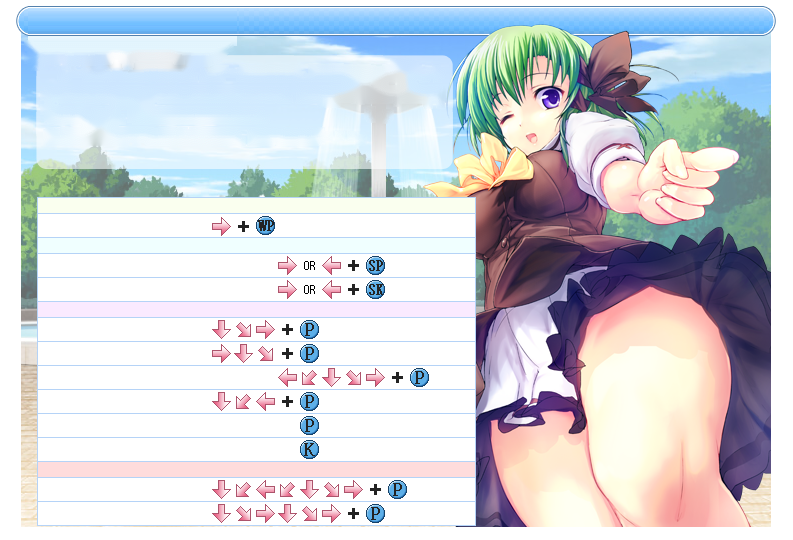 ➡ + WP
➡ OR ⬅ + SP
➡ OR ⬅ + SK
⬇ ↘ ➡ + P
➡ ⬇ ↘ + P
⬅ ↙ ⬇ ↘ ➡ + P
⬇ ↙ ⬅ + P
P
K
⬇ ↙ ⬅ ↙ ⬇ ↘ ➡ + P
⬇ ↘ ➡ ⬇ ↘ ➡ + P